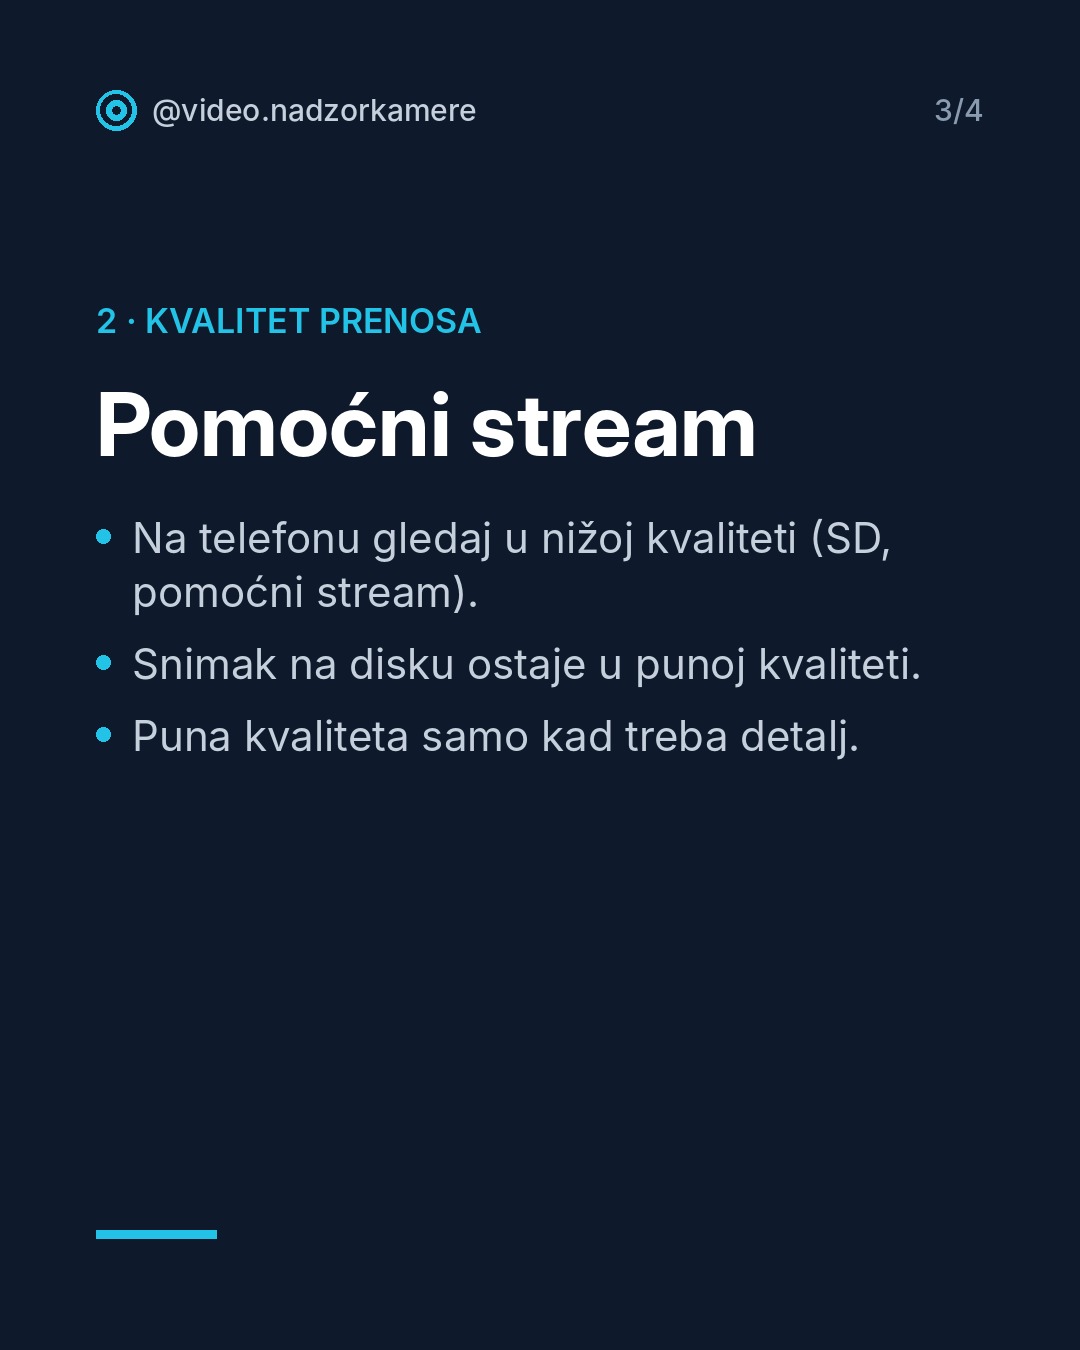 @video.nadzorkamere
3/4
2 · KVALITET PRENOSA
Pomoćni stream
• Na telefonu gledaj u nižoj kvaliteti (SD,
pomoćni stream).
• Snimak na disku ostaje u punoj kvaliteti.
• Puna kvaliteta samo kad treba detalj.